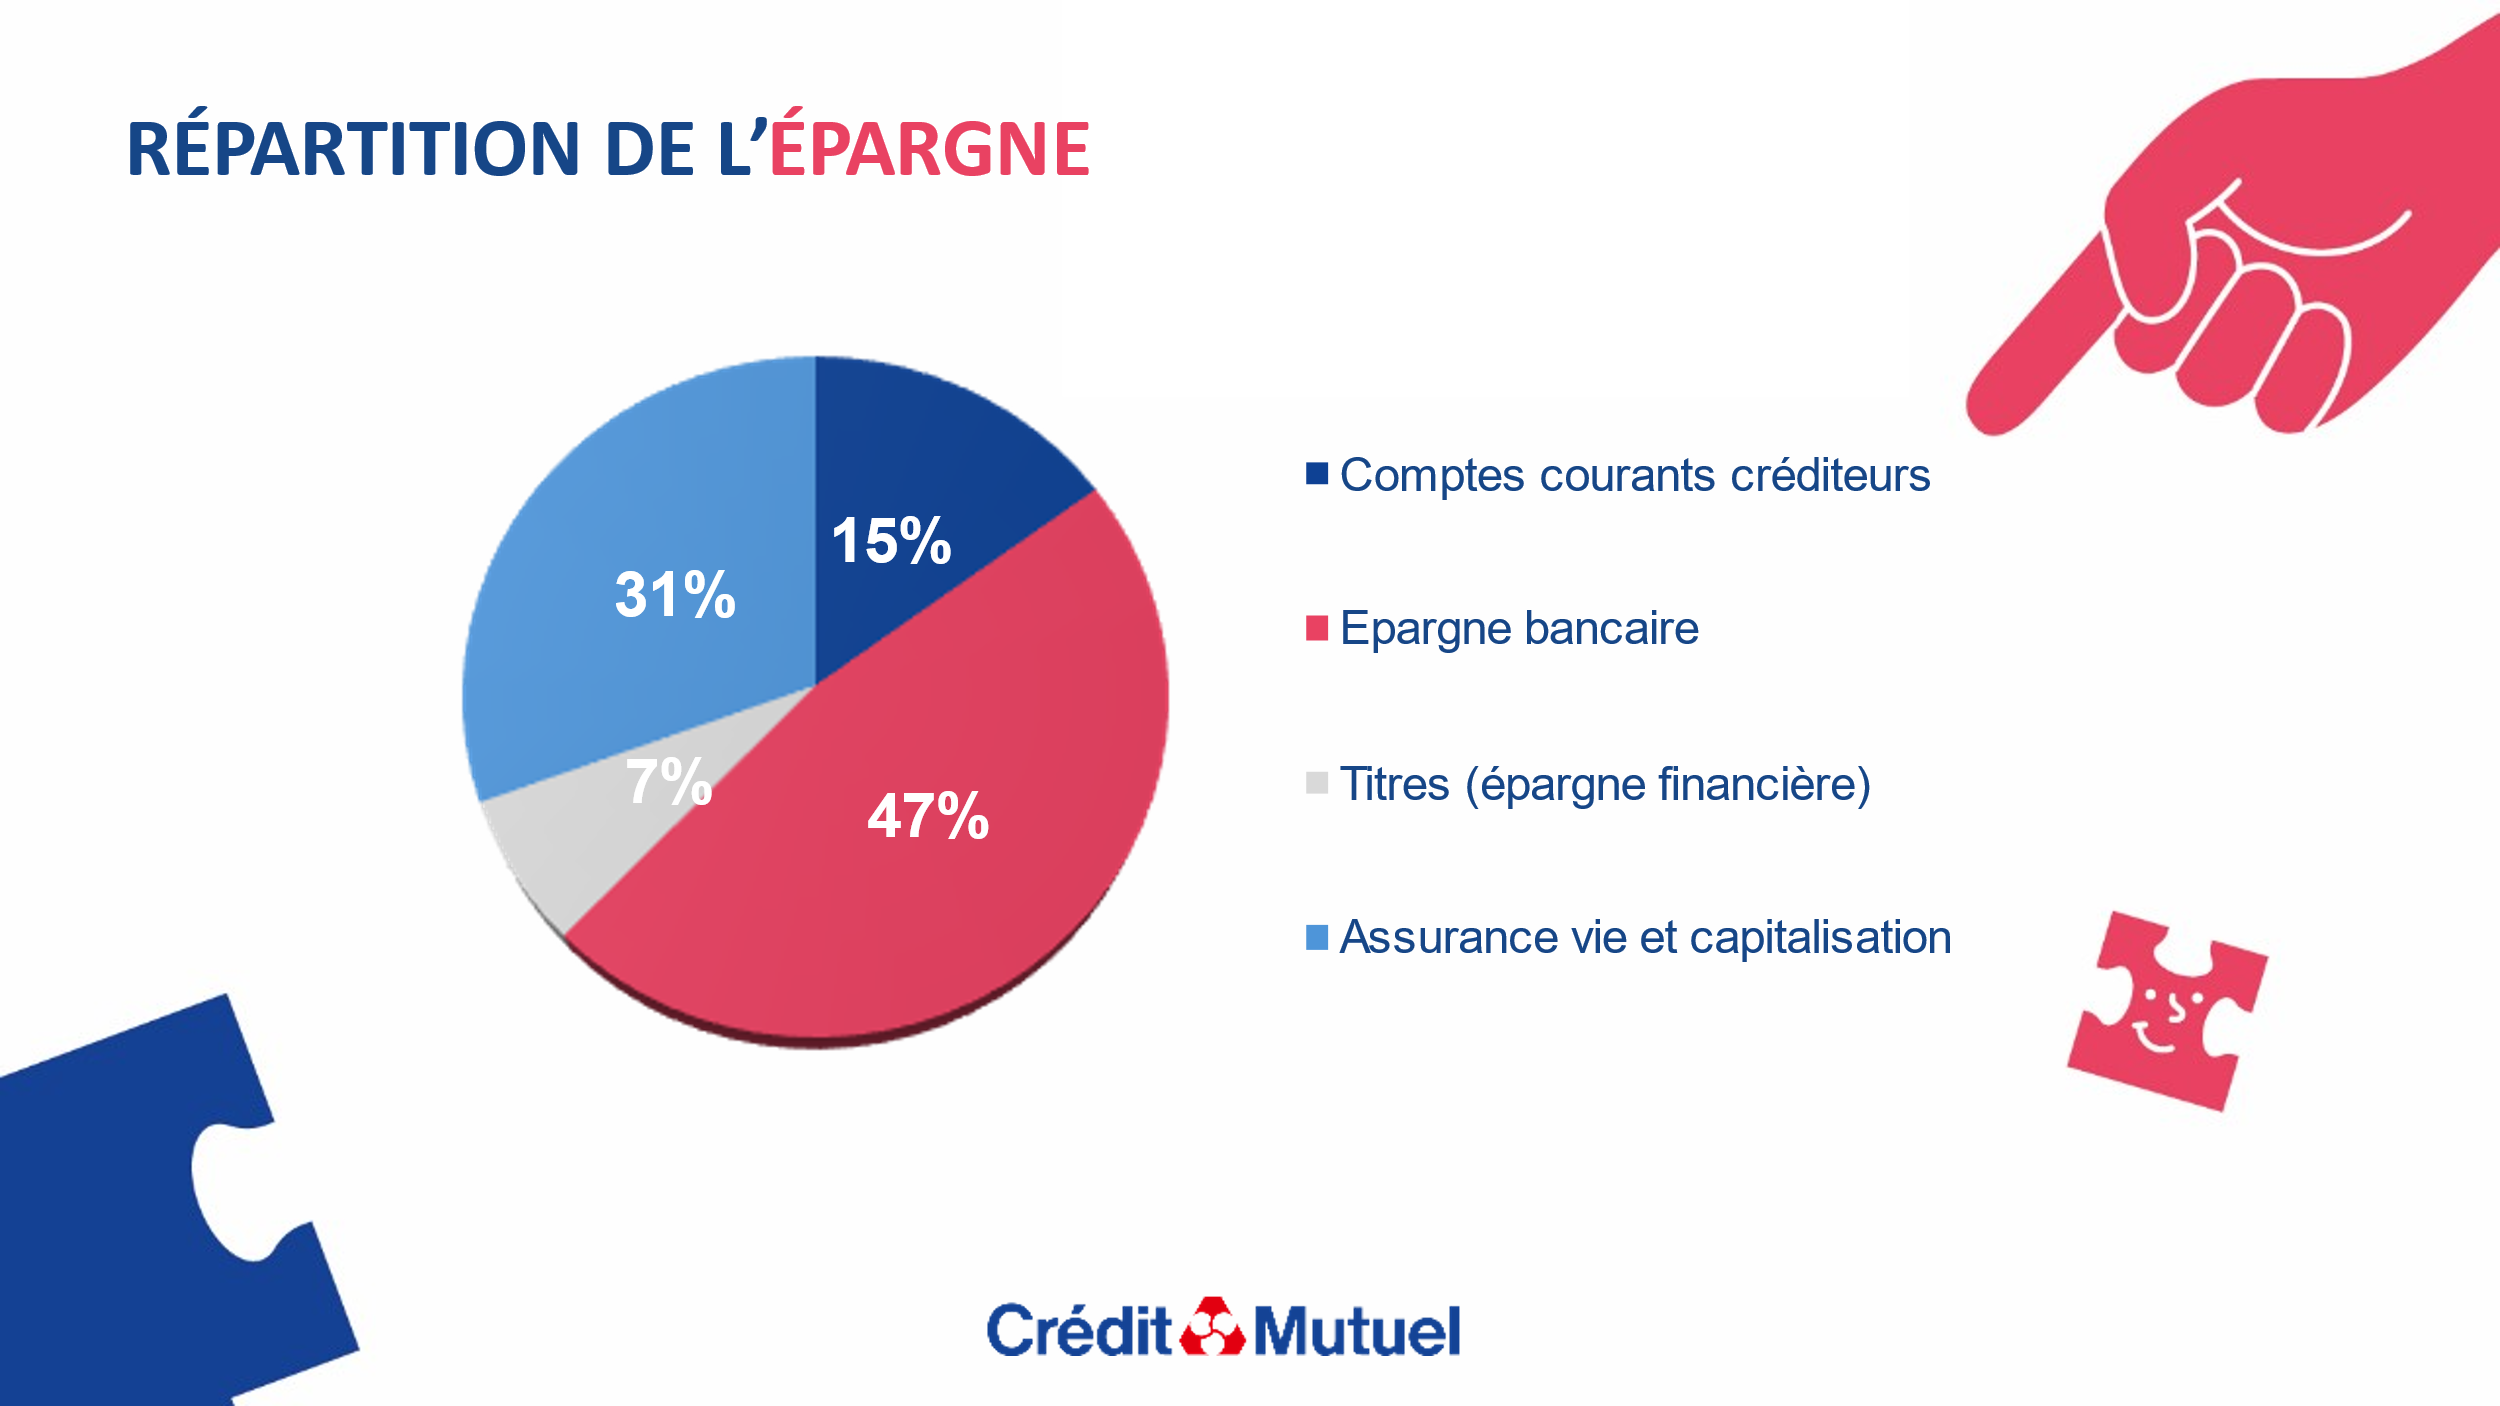 RÉPARTITION DE L’ÉPARGNE
15%
31%
7%
47%
Comptes courants créditeurs
Epargne bancaire
Titres (épargne financière)
Assurance vie et capitalisation
Crédit Mutuel